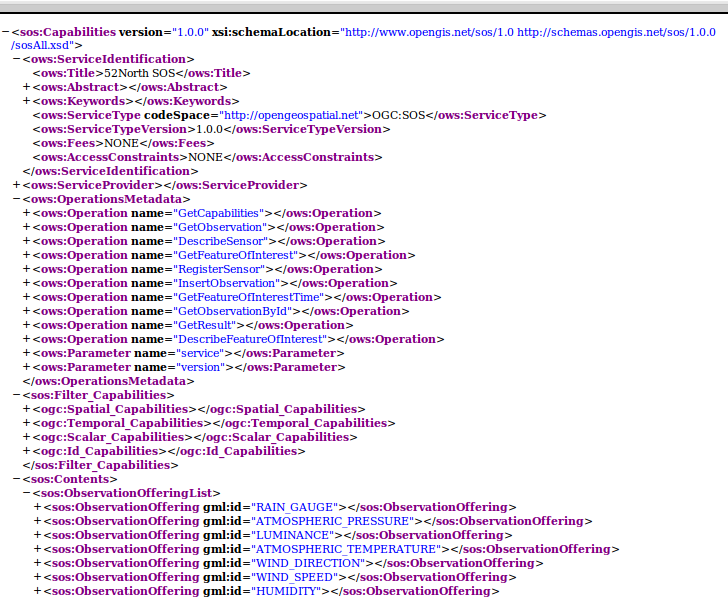 −<sos:Capabilities version="1.0.0" xsi:schemaLocation="http://www.opengis.net/sos/1.0 http://schemas.opengis.net/sos/1.0.0
/sosAll.xsd">
−<ows:ServiceIdentification>
<ows:Title>52North SOS</ows:Title>
+<ows:Abstract></ows:Abstract>
+<ows:Keywords></ows:Keywords>
<ows:ServiceType codeSpace="http://opengeospatial.net">OGC:SOS</ows:ServiceType>
<ows:ServiceTypeVersion>1.0.0</ows:ServiceTypeVersion>
<ows:Fees>NONE</ows:Fees>
<ows:AccessConstraints>NONE</ows:AccessConstraints>
</ows:ServiceIdentification>
+<ows:ServiceProvider></ows:ServiceProvider>
−<ows:OperationsMetadata>
+<ows:Operation name="GetCapabilities"></ows:Operation>
+<ows:Operation name="GetObservation"></ows:Operation>
+<ows:Operation name="DescribeSensor"></ows:Operation>
+<ows:Operation name="GetFeatureOfInterest"></ows:Operation>
+<ows:Operation name="RegisterSensor"></ows:Operation>
+<ows:Operation name="InsertObservation"></ows:Operation>
+<ows:Operation name="GetFeatureOfInterestTime"></ows:Operation>
+<ows:Operation name="GetObservationById"></ows:Operation>
+<ows:Operation name="GetResult"></ows:Operation>
+<ows:Operation name="DescribeFeatureOfInterest"></ows:Operation>
+<ows:Parameter name="service"></ows:Parameter>
+<ows:Parameter name="version"></ows:Parameter>
</ows:OperationsMetadata>
−<sos:Filter_Capabilities>
+<ogc:Spatial_Capabilities></ogc:Spatial_Capabilities>
+<ogc:Temporal_Capabilities></ogc:Temporal_Capabilities>
+<ogc:Scalar_Capabilities></ogc:Scalar_Capabilities>
+<ogc:Id_Capabilities></ogc:Id_Capabilities>
</sos:Filter_Capabilities>
−<sos:Contents>
−<sos:ObservationOfferingList>
+<sos:ObservationOffering gml:id="RAIN_GAUGE"></sos:ObservationOffering>
+<sos:ObservationOffering gml:id="ATMOSPHERIC_PRESSURE"></sos:ObservationOffering>
+<sos:ObservationOffering gml:id="LUMINANCE"></sos:ObservationOffering>
+<sos:ObservationOffering gml:id="ATMOSPHERIC_TEMPERATURE"></sos:ObservationOffering>
+<sos:ObservationOffering gml:id="WIND_DIRECTION"></sos:ObservationOffering>
+<sos:ObservationOffering gml:id="WIND_SPEED"></sos:ObservationOffering>
+<sos:ObservationOffering gml:id="HUMIDITY"></sos:ObservationOffering>